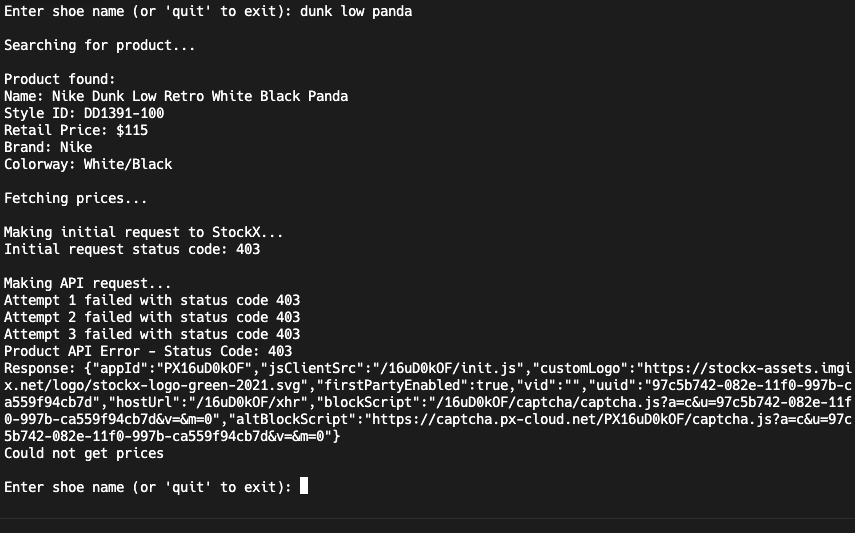 Enter shoe name (or 'quit' to exit): dunk low panda
Searching for product...
Product found:
Name: Nike Dunk Low Retro White Black Panda
Style ID: DD1391-100
Retail Price: $115
Brand: Nike
Colorway: White/Black
Fetching prices...
Making initial request to StockX...
Initial request status code: 403
Making API request...
Attempt 1 failed with status code 403
Attempt 2 failed with status code 403
Attempt 3 failed with status code 403
Product API Error - Status Code: 403
Response: {"appId":"PX16uD0kOF","jsClientSrc":"/16uD0kOF/init.js","customLogo":"https://stockx-assets.imgi
x.net/logo/stockx-logo-green-2021.svg","firstPartyEnabled":true,"vid":"","uuid":"97c5b742-082e-11f0-997b-c
a559f94cb7d","hostUrl":"/16uD0kOF/xhr","blockScript":"/16uD0kOF/captcha/captcha.js?a=c&u=97c5b742-082e-11f
0-997b-ca559f94cb7d&v=&m=0","altBlockScript":"https://captcha.px-cloud.net/PX16uD0kOF/captcha.js?a=c&u=97c
5b742-082e-11f0-997b-ca559f94cb7d&v=&m=0"}
Could not get prices
Enter shoe name (or 'quit' to exit):